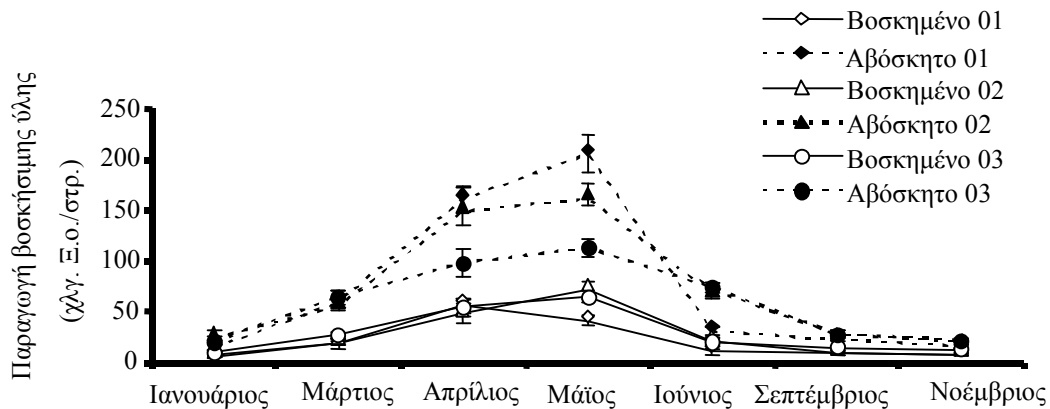 Βοσκημένο 01
Αβόσκητο 01
Βοσκημένο 02
Αβόσκητο 02
Βοσκημένο 03
Αβόσκητο 03
Παραγωγή βοσκήσιμης ύλης
(χλγ. Ξ.ο./στρ.)
250
200
150
100
50
0
Ιανουάριος Μάρτιος Απρίλιος Μάϊος Ιούνιος Σεπτέμβριος Νοέμβριος